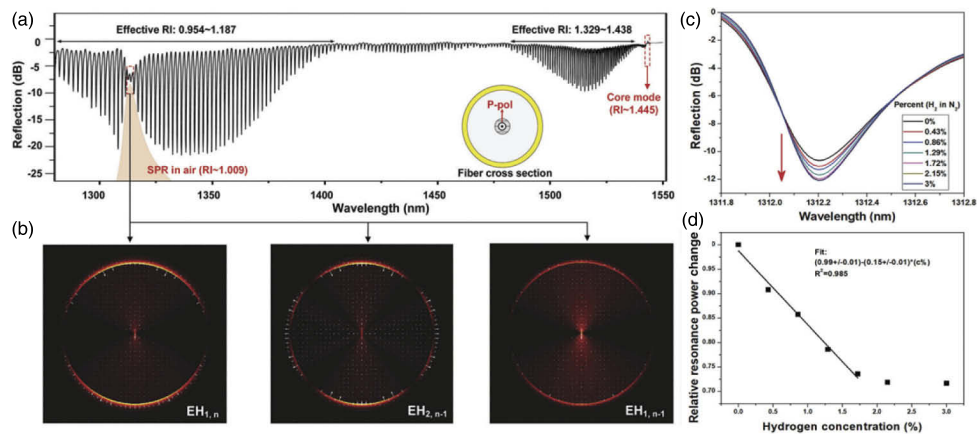 (a)
Effective RI: 0.954~1.187
Effective RI: 1.329~1.438
Reflection (dB)
0
-5
-10
-15
-20
-25
P-pol
Core mode
(RI~1.445)
SPR in air (RI~1.009)
Fiber cross section
1300
1350
1400
1450
1500
1550
Wavelength (nm)
(b)
EH1, n
EH2, n-1
EH1, n-1
(c)
Reflection (dB)
0
-2
-4
-6
-8
-10
-12
Percent (H2 in N2)
0%
0.43%
0.86%
1.29%
1.72%
2.15%
3%
1311.8
1312.0
1312.2
1312.4
1312.6
1312.8
Wavelength (nm)
(d)
Relative resonance power change
0.95
0.90
0.85
0.80
0.75
0.70
Fit:
(0.99+/-0.01)-(0.15+/-0.01)*(c%)
R2=0.985
0.0
0.5
1.0
1.5
2.0
2.5
3.0
Hydrogen concentration (%)